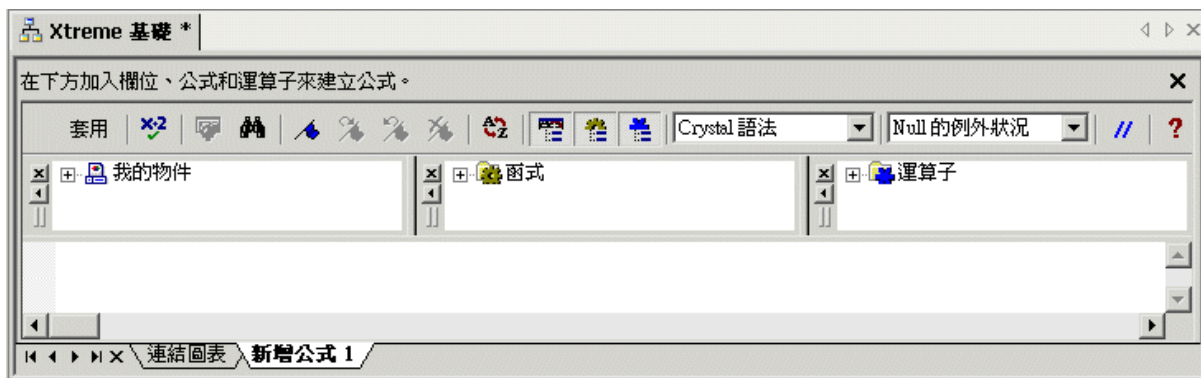 Xtreme 基礎 *
在下方加入欄位、公式和運算子來建立公式。
套用 x+2 Crystal 語法 Null 的例外狀況 // ?
我的物件 函式 運算子
連結圖表 新增公式 1